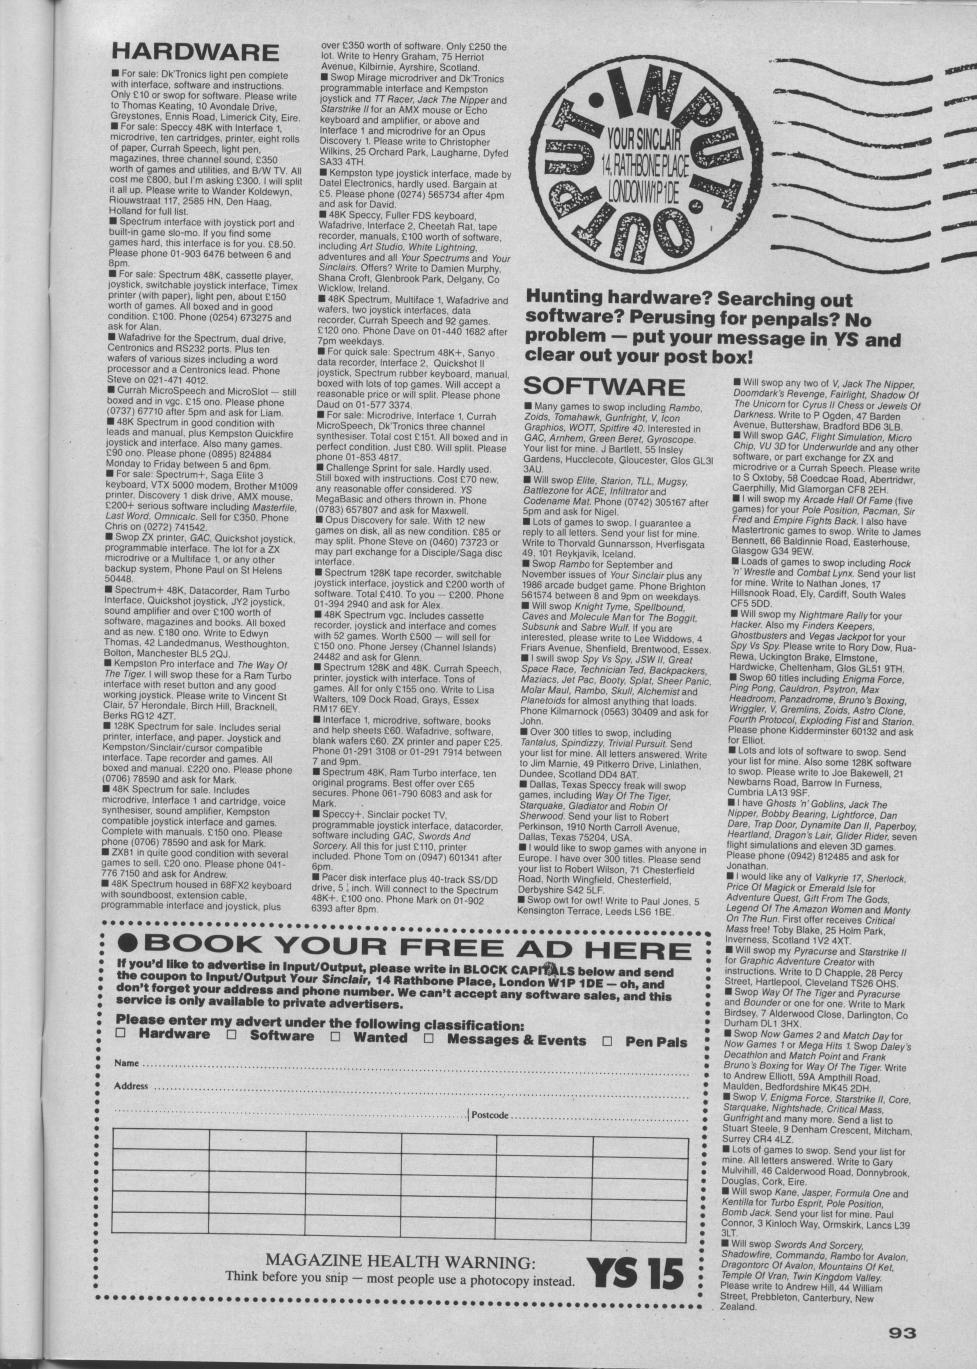 HARDWARE
■ For sale: Dk'Tronics light pen complete
with interface, software and instructions.
Only £10 or swop for software. Please write
to Thomas Keating, 10 Avondale Drive,
Greystones, Ennis Road, Limerick City, Eire.
■ For sale: Speccy 48K with Interface 1,
microdrive, ten cartridges, printer, eight rolls
of paper, Currah Speech, light pen,
magazines, three channel sound, £350
worth of games and utilities, and B/W TV. All
cost me £800, but I'm asking £300. I will split
it all up. Please write to Wander Koldewyn,
Riouwstraat 117, 2585 HN, Den Haag,
Holland for full list.
■ Spectrum interface with joystick port and
built-in game slo-mo. If you find some
games hard, this interface is for you. £8.50.
Please phone 01-903 6476 between 6 and
8pm.
■ For sale: Spectrum 48K, cassette player,
joystick, switchable joystick interface, Timex
printer (with paper), light pen, about £150
worth of games. All boxed and in good
condition. £100. Phone (0254) 673275 and
ask for Alan.
■ Wafadrive for the Spectrum, dual drive,
Centronics and RS232 ports. Plus ten
wafers of various sizes including a word
processor and a Centronics lead. Phone
Steve on 021-471 4012.
■ Currah MicroSpeech and MicroSlot — still
boxed and in vgc. £15 ono. Please phone
(0737) 67710 after 5pm and ask for Liam.
■ 48K Spectrum in good condition with
leads and manual, plus Kempston Quickfire
joystick and interface. Also many games.
£90 ono. Please phone (0895) 824884
Monday to Friday between 5 and 6pm.
■ For sale: Spectrum+, Saga Elite 3
keyboard, VTX 5000 modem, Brother M1009
printer, Discovery 1 disk drive, AMX mouse,
£200+ serious software including Masterfile,
Last Word, Omnicalc. Sell for £350. Phone
Chris on (0272) 741542.
■ Swop ZX printer, GAC, Quickshot joystick,
programmable interface. The lot for a ZX
microdrive or a Multiface 1, or any other
backup system, Phone Paul on St Helens
50448.
■ Spectrum+ 48K, Datacorder, Ram Turbo
Interface, Quickshot joystick, JY2 joystick,
sound amplifier and over £100 worth of
software, magazines and books. All boxed
and as new. £180 ono. Write to Edwyn
Thomas, 42 Landedmanus, Westhoughton,
Bolton, Manchester BL5 2QJ.
■ Kempston Pro interface and The Way Of
The Tiger. I will swop these for a Ram Turbo
interface with reset button and any good
working joystick. Please write to Vincent St
Clair, 57 Herondale, Birch Hill, Bracknell,
Berks RG12 4ZT.
■ 128K Spectrum for sale. Includes serial
printer, interface, and paper. Joystick and
Kempston/Sinclair/cursor compatible
interface. Tape recorder and games. All
boxed and manual. £220 ono. Please phone
(0706) 78590 and ask for Mark.
■ 48K Spectrum for sale. Includes
microdrive, Interface 1 and cartridge, voice
synthesiser, sound amplifier, Kempston
compatible joystick interface and games.
Complete with manuals. £150 ono. Please
phone (0706) 78590 and ask for Mark.
■ ZX81 in quite good condition with several
games to sell. £20 ono. Please phone 041-
776 7150 and ask for Andrew.
■ 48K Spectrum housed in 68FX2 keyboard
with soundboost, extension cable,
programmable interface and joystick, plus
over £350 worth of software. Only £250 the
lot. Write to Henry Graham, 75 Herriot
Avenue, Kilbirnie, Ayrshire, Scotland.
■ Swop Mirage microdriver and Dk'Tronics
programmable interface and Kempston
joystick and TT Racer, Jack The Nipper and
Starstrike II for an AMX mouse or Echo
keyboard and amplifier, or above and
Interface 1 and microdrive for an Opus
Discovery 1. Please write to Christopher
Wilkins, 25 Orchard Park, Laugharne, Dyfed
SA33 4TH.
■ Kempston type joystick interface, made by
Datel Electronics, hardly used. Bargain at
£5. Please phone (0274) 565734 after 4pm
and ask for David.
■ 48K Speccy, Fuller FDS keyboard,
Wafadrive, Interface 2, Cheetah Rat, tape
recorder, manuals, £100 worth of software,
including Art Studio, White Lightning,
adventures and all Your Spectrums and Your
Sinclairs. Offers? Write to Damien Murphy,
Shana Croft, Glenbrook Park, Delgany, Co
Wicklow, Ireland.
■ 48K Spectrum, Multiface 1, Wafadrive and
wafers, two joystick interfaces, data
recorder, Currah Speech and 92 games.
£120 ono. Phone Dave on 01-440 1682 after
7pm weekdays.
■ For quick sale: Spectrum 48K+, Sanyo
data recorder, Interface 2, Quickshot II
joystick, Spectrum rubber keyboard, manual,
boxed with lots of top games. Will accept a
reasonable price or will split. Please phone
Daud on 01-577 3374.
■ For sale: Microdrive, Interface 1, Currah
MicroSpeech, Dk'Tronics three channel
synthesiser. Total cost £151. All boxed and in
perfect condition. Just £80. Will split. Please
phone 01-853 4817.
■ Challenge Sprint for sale. Hardly used.
Still boxed with instructions. Cost £70 new,
any reasonable offer considered. YS
MegaBasic and others thrown in. Phone
(0783) 657807 and ask for Maxwell.
■ Opus Discovery for sale. With 12 new
games on disk, all as new condition. £85 or
may split. Phone Steve on (0460) 73723 or
may part exchange for a Disciple/Saga disc
interface.
■ Spectrum 128K tape recorder, switchable
joystick interface, joystick and £200 worth of
software. Total £410. To you — £200. Phone
01-394 2940 and ask for Alex.
■ 48K Spectrum vgc. Includes cassette
recorder, joystick and interface and comes
with 52 games. Worth £500 — will sell for
£150 ono. Phone Jersey (Channel Islands)
24482 and ask for Glenn.
■ Spectrum 128K and 48K. Currah Speech,
printer, joystick with interface. Tons of
games. All for only £155 ono. Write to Lisa
Walters, 109 Dock Road, Grays, Essex
RM17 6EY.
■ Interface 1, microdrive, software, books
and help sheets £60. Wafadrive, software,
blank wafers £60. ZX printer and paper £25.
Phone 01-291 3108 or 01-291 7914 between
7 and 9pm.
■ Spectrum 48K, Ram Turbo interface, ten
original programs. Best offer over £65
secures. Phone 061-790 6083 and ask for
Mark.
■ Speccy+, Sinclair pocket TV,
programmable joystick interface, datacorder,
software including GAC, Swords And
Sorcery. All this for just £110, printer
included. Phone Tom on (0947) 601341 after
6pm.
■ Pacer disk interface plus 40-track SS/DD
drive, 5 inch. Will connect to the Spectrum
48K+. £100 ono. Phone Mark on 01-902
6393 after 8pm.
INPUT·OUTPUT·
YOUR SINCLAIR
14, RATHBONE PLACE
LONDON W1P 1DE
Hunting hardware? Searching out
software? Perusing for penpals? No
problem — put your message in YS and
clear out your post box!
SOFTWARE
■ Many games to swop including Rambo,
Zoids, Tomahawk, Gunfright, V, Icon
Graphics, WOTT, Spitfire 40. Interested in
GAC, Arnhem, Green Beret, Gyroscope.
Your list for mine. J Bartlett, 55 Insley
Gardens, Hucclecote, Gloucester, Glos GL3I
3AU.
■ Will swop Elite, Starion, TLL, Mugsy,
Battlezone for ACE, Infiltrator and
Codename Mat. Phone (0742) 305167 after
5pm and ask for Nigel.
■ Lots of games to swop. I guarantee a
reply to all letters. Send your list for mine.
Write to Thorvald Gunnarsson, Hverfisgata
49, 101 Reykjavik, Iceland.
■ Swop Rambo for September and
November issues of Your Sinclair plus any
1986 arcade budget game. Phone Brighton
561574 between 8 and 9pm on weekdays.
■ Will swop Knight Tyme, Spellbound,
Caves and Molecule Man for The Boggit,
Subsunk and Sabre Wulf. If you are
interested, please write to Lee Widdows, 4
Friars Avenue, Shenfield, Brentwood, Essex.
■ I swill swop Spy Vs Spy, JSW II, Great
Space Race, Technician Ted, Backpackers,
Maziacs, Jet Pac, Booty, Splat, Sheer Panic,
Molar Maul, Rambo, Skull, Alchemist and
Planetoids for almost anything that loads.
Phone Kilmarnock (0563) 30409 and ask for
John.
■ Over 300 titles to swop, including
Tantalus, Spindizzy, Trivial Pursuit. Send
your list for mine. All letters answered. Write
to Jim Marnie, 49 Pitkerro Drive, Linlathen,
Dundee, Scotland DD4 8AT.
■ Dallas, Texas Speccy freak will swop
games, including Way Of The Tiger,
Starquake, Gladiator and Robin Of
Sherwood. Send your list to Robert
Perkinson, 1910 North Carroll Avenue,
Dallas, Texas 75204, USA.
■ I would like to swop games with anyone in
Europe. I have over 300 titles. Please send
your list to Robert Wilson, 71 Chesterfield
Road, North Wingfield, Chesterfield,
Derbyshire S42 5LF.
■ Swop owt for owt! Write to Paul Jones, 5
Kensington Terrace, Leeds LS6 1BE.
■ Will swop any two of V, Jack The Nipper,
Doomdark's Revenge, Fairlight, Shadow Of
The Unicorn for Cyrus II Chess or Jewels Of
Darkness. Write to P Ogden, 47 Barden
Avenue, Buttershaw, Bradford BD6 3LB.
■ Will swop GAC, Flight Simulation, Micro
Chip, VU 3D for Underwurlde and any other
software, or part exchange for ZX and
microdrive or a Currah Speech. Please write
to S Oxtoby, 58 Coedcae Road, Abertridwr,
Caerphilly, Mid Glamorgan CF8 2EH.
■ I will swop my Arcade Hall Of Fame (five
games) for your Pole Position, Pacman, Sir
Fred and Empire Fights Back. I also have
Mastertronic games to swop. Write to James
Bennett, 66 Baldinnie Road, Easterhouse,
Glasgow G34 9EW.
■ Loads of games to swop including Rock
'n' Wrestle and Combat Lynx. Send your list
for mine. Write to Nathan Jones, 17
Hillsnook Road, Ely, Cardiff, South Wales
CF5 5DD.
■ Will swop my Nightmare Rally for your
Hacker. Also my Finders Keepers,
Ghostbusters and Vegas Jackpot for your
Spy Vs Spy. Please write to Rory Dow, Rua-
Rewa, Uckington Brake, Elmstone,
Hardwicke, Cheltenham, Glos GL51 9TH.
■ Swop 60 titles including Enigma Force,
Ping Pong, Cauldron, Psytron, Max
Headroom, Panzadrome, Bruno's Boxing,
Wriggler, V, Gremlins, Zoids, Astro Clone,
Fourth Protocol, Exploding Fist and Starion.
Please phone Kidderminster 60132 and ask
for Elliot.
■ Lots and lots of software to swop. Send
your list for mine. Also some 128K software
to swop. Please write to Joe Bakewell, 21
Newbarns Road, Barrow In Furness,
Cumbria LA13 9SF.
■ I have Ghosts 'n' Goblins, Jack The
Nipper, Bobby Bearing, Lightforce, Dan
Dare, Trap Door, Dynamite Dan II, Paperboy,
Heartland, Dragon's Lair, Glider Rider, seven
flight simulations and eleven 3D games.
Please phone (0942) 812485 and ask for
Jonathan.
■ I would like any of Valkyrie 17, Sherlock,
Price Of Magick or Emerald Isle for
Adventure Quest, Gift From The Gods,
Legend Of The Amazon Women and Monty
On The Run. First offer receives Critical
Mass free! Toby Blake, 25 Holm Park,
Inverness, Scotland 1V2 4XT.
■ Will swop my Pyracurse and Starstrike II
for Graphic Adventure Creator with
instructions. Write to D Chapple, 28 Percy
Street, Hartlepool, Cleveland TS26 OHS.
■ Swop Way Of The Tiger and Pyracurse
and Bounder or one for one. Write to Mark
Birdsey, 7 Alderwood Close, Darlington, Co
Durham DL1 3HX.
■ Swop Now Games 2 and Match Day for
Now Games 1 or Mega Hits 1. Swop Daley's
Decathlon and Match Point and Frank
Bruno's Boxing for Way Of The Tiger. Write
to Andrew Elliott, 59A Ampthill Road,
Maulden, Bedfordshire MK45 2DH.
■ Swop V, Enigma Force, Starstrike II, Core,
Starquake, Nightshade, Critical Mass,
Gunfright and many more. Send a list to
Stuart Steele, 9 Denham Crescent, Mitcham,
Surrey CR4 4LZ.
■ Lots of games to swop. Send your list for
mine. All letters answered. Write to Gary
Mulvihill, 46 Calderwood Road, Donnybrook,
Douglas, Cork, Eire.
■ Will swop Kane, Jasper, Formula One and
Kentilla for Turbo Esprit, Pole Position,
Bomb Jack. Send your list for mine. Paul
Connor, 3 Kinloch Way, Ormskirk, Lancs L39
3LT.
■ Will swop Swords And Sorcery,
Shadowfire, Commando, Rambo for Avalon,
Dragontorc Of Avalon, Mountains Of Ket,
Temple Of Vran, Twin Kingdom Valley.
Please write to Andrew Hill, 44 William
Street, Prebbleton, Canterbury, New
Zealand.
●BOOK YOUR FREE AD HERE
If you'd like to advertise in Input/Output, please write in BLOCK CAPITALS below and send
the coupon to Input/Output Your Sinclair, 14 Rathbone Place, London W1P 1DE — oh, and
don't forget your address and phone number. We can't accept any software sales, and this
service is only available to private advertisers.
Please enter my advert under the following classification:
□ Hardware □ Software □ Wanted □ Messages & Events □ Pen Pals
Name
Address
Postcode
MAGAZINE HEALTH WARNING:
Think before you snip — most people use a photocopy instead.
YS 15
93